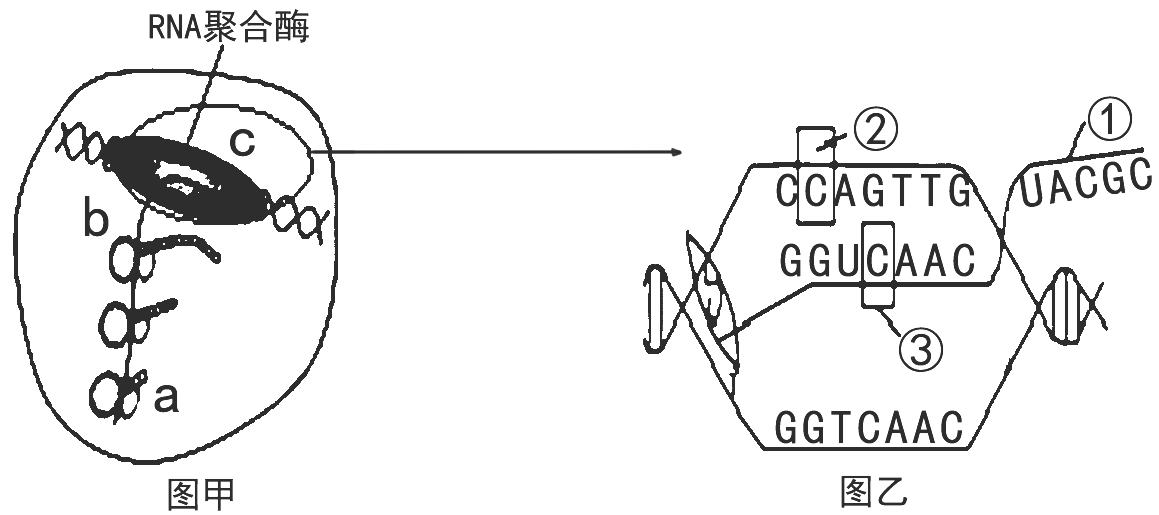 RNA聚合酶
c
b
a
图甲
②
①
CCAGTTG
UACGC
GGUCAAC
③
GGTCAAC
图乙